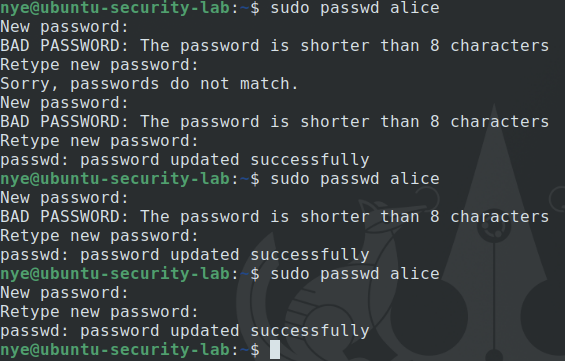 nye@ubuntu-security-lab:~$ sudo passwd alice
New password:
BAD PASSWORD: The password is shorter than 8 characters
Retype new password:
Sorry, passwords do not match.
New password:
BAD PASSWORD: The password is shorter than 8 characters
Retype new password:
passwd: password updated successfully
nye@ubuntu-security-lab:~$ sudo passwd alice
New password:
BAD PASSWORD: The password is shorter than 8 characters
Retype new password:
passwd: password updated successfully
nye@ubuntu-security-lab:~$ sudo passwd alice
New password:
Retype new password:
passwd: password updated successfully
nye@ubuntu-security-lab:~$